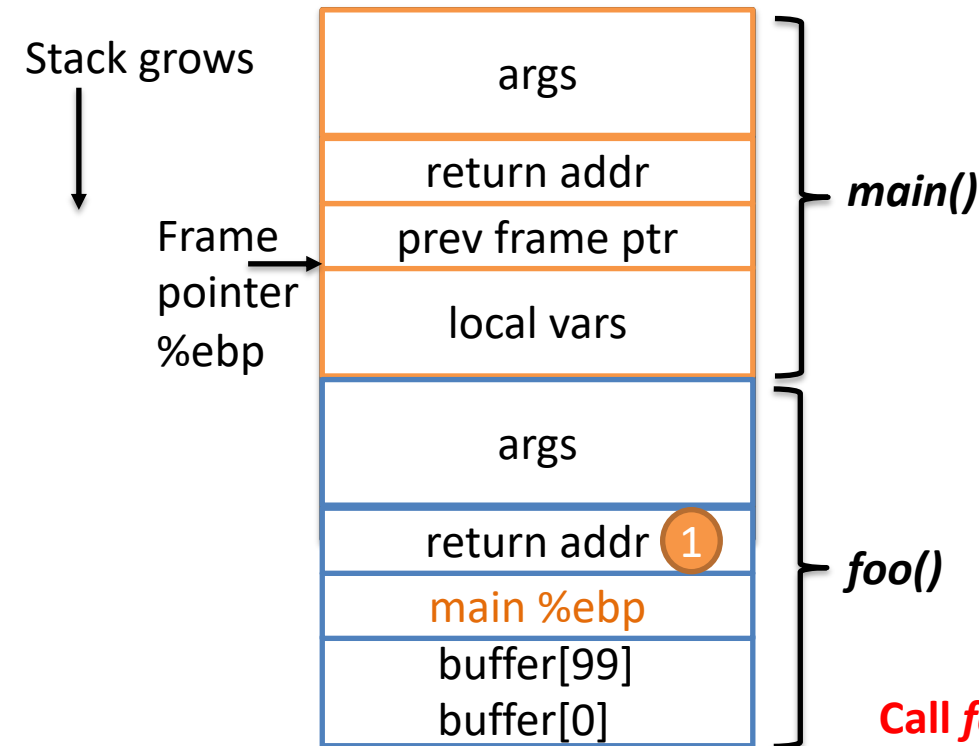 Stack grows
args
return addr
main()
prev frame ptr
Frame
pointer
%ebp
local vars
args
return addr 1
foo()
main %ebp
buffer[99]
buffer[0]
Call